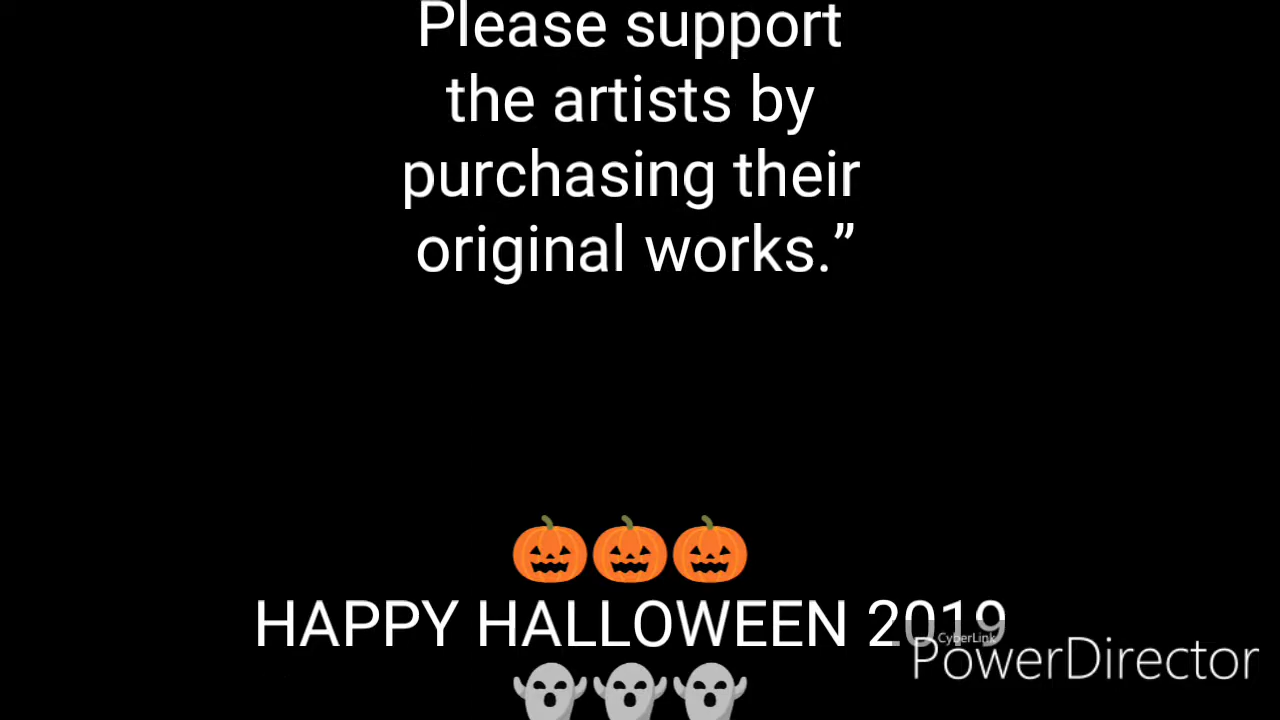 Please support
the artists by
purchasing their
original works.”
🎃🎃🎃
HAPPY HALLOWEEN 2019
👻👻👻
CyberLink
PowerDirector